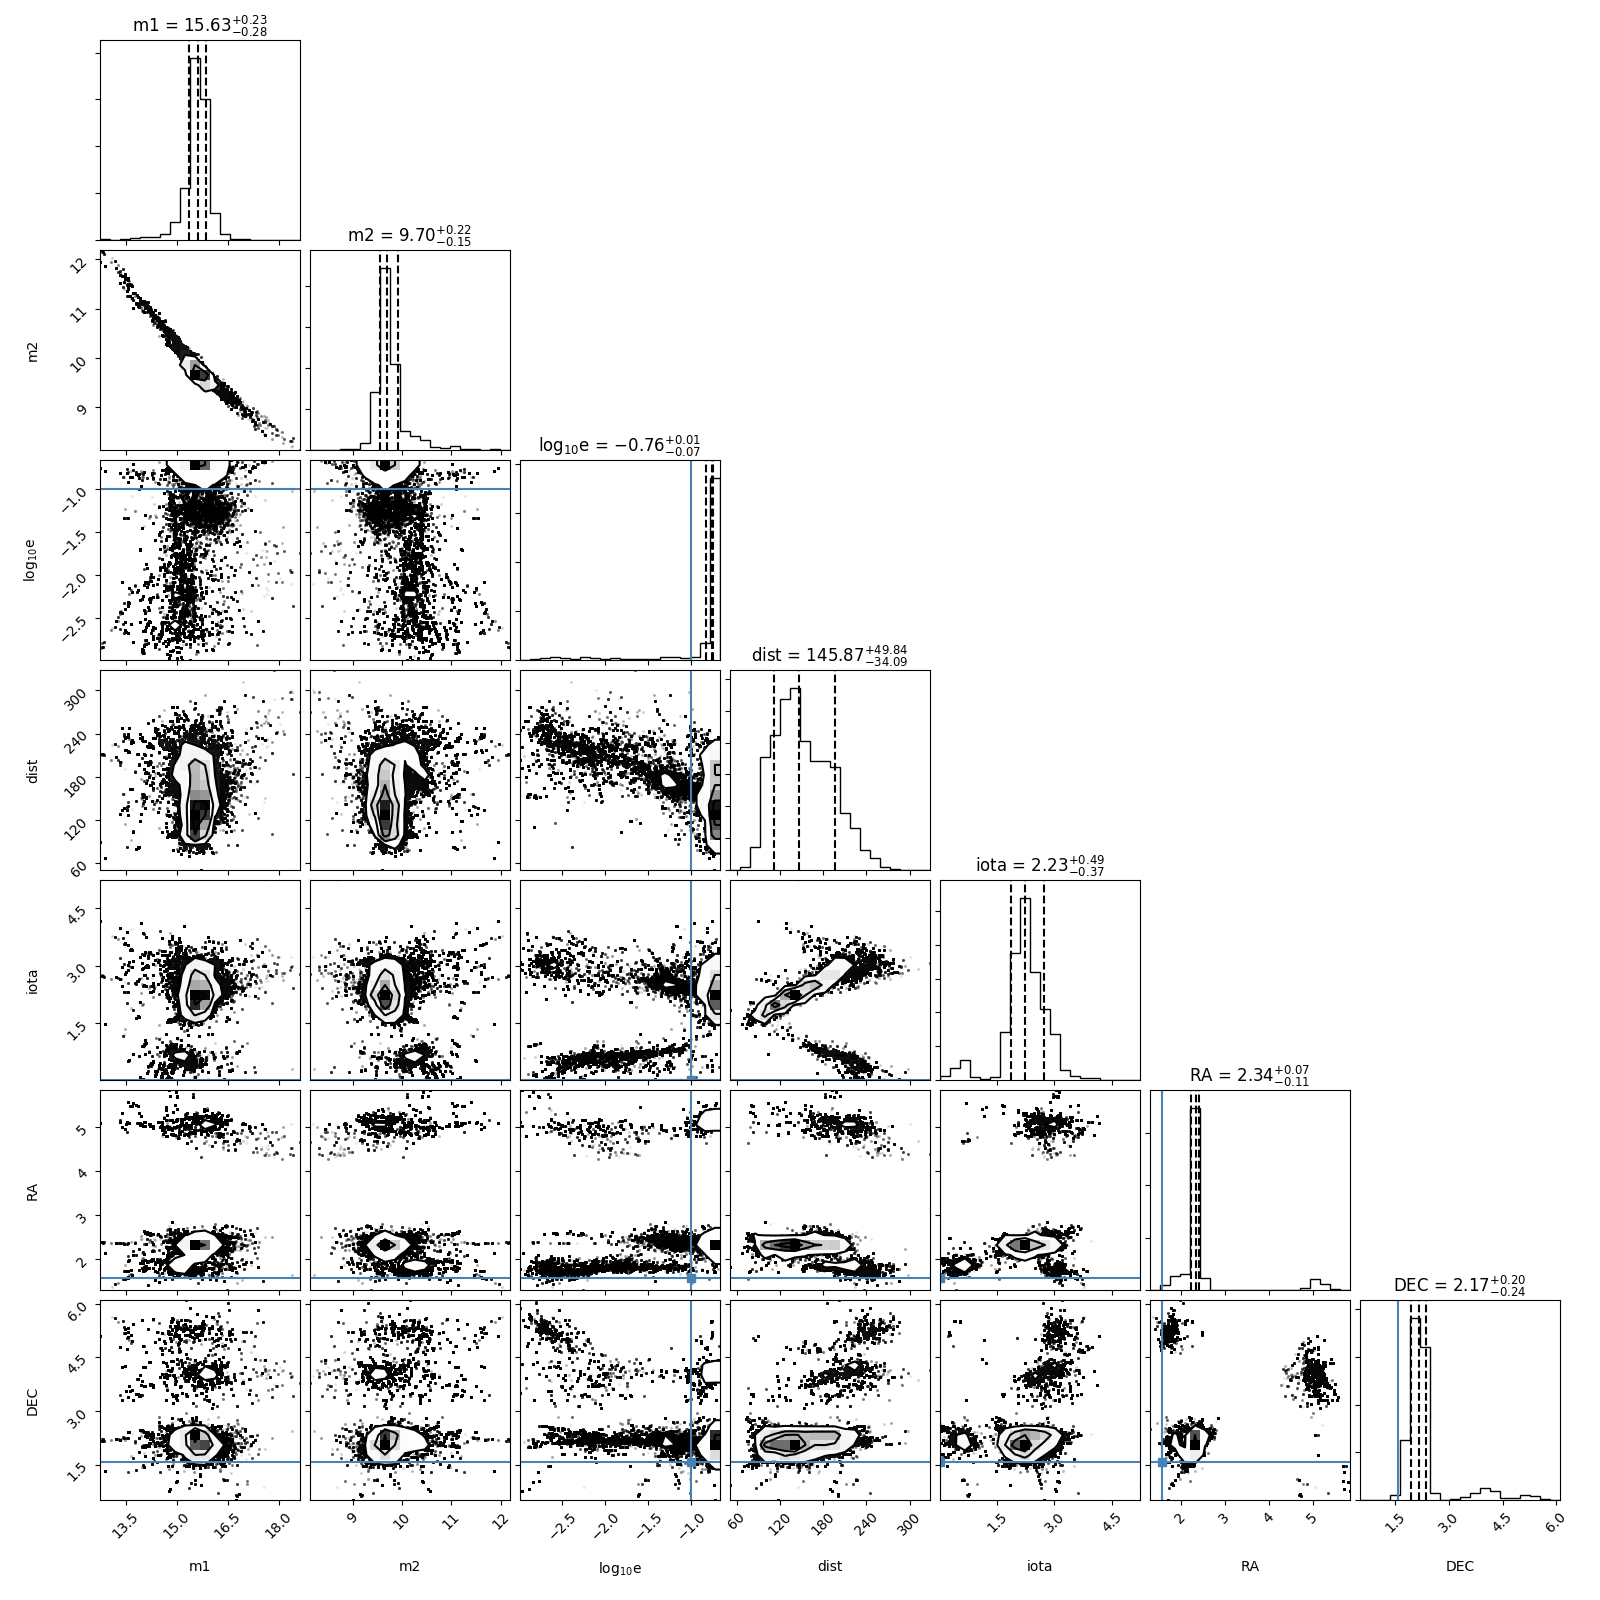 m1 = 15.63^{+0.23}_{-0.28}
m2 = 9.70^{+0.22}_{-0.15}
12
11
10
9
m2
log₁₀e = −0.76^{+0.01}_{-0.07}
−1.0
−1.5
−2.0
−2.5
log₁₀e
dist = 145.87^{+49.84}_{-34.09}
300
240
180
120
60
dist
iota = 2.23^{+0.49}_{-0.37}
4.5
3.0
1.5
iota
RA = 2.34^{+0.07}_{-0.11}
5
4
3
2
RA
DEC = 2.17^{+0.20}_{-0.24}
6.0
4.5
3.0
1.5
DEC
13.5 15.0 16.5 18.0 9 10 11 12 −2.5 −2.0 −1.5 −1.0 60 120 180 240 300 1.5 3.0 4.5 2 3 4 5 1.5 3.0 4.5 6.0
m1 m2 log₁₀e dist iota RA DEC